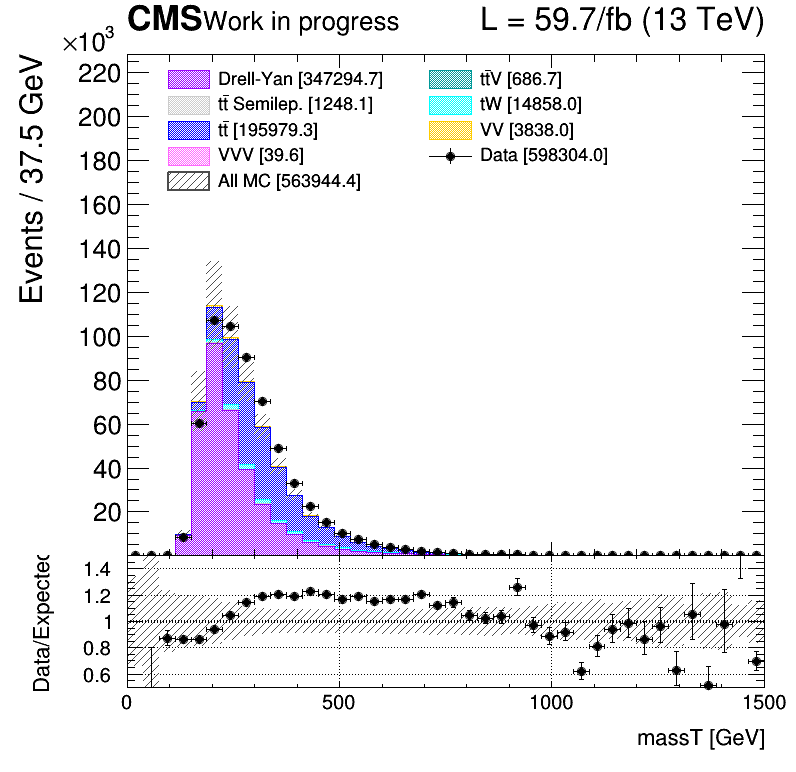 CMS Work in progress L = 59.7/fb (13 TeV)
×10³
Events / 37.5 GeV
220
200
180
160
140
120
100
80
60
40
20
Drell-Yan [347294.7]
tt̄ Semilep. [1248.1]
tt̄ [195979.3]
VVV [39.6]
All MC [563944.4]
tt̄V [686.7]
tW [14858.0]
VV [3838.0]
Data [598304.0]
Data/Expected
1.4
1.2
1
0.8
0.6
0 500 1000 1500
massT [GeV]